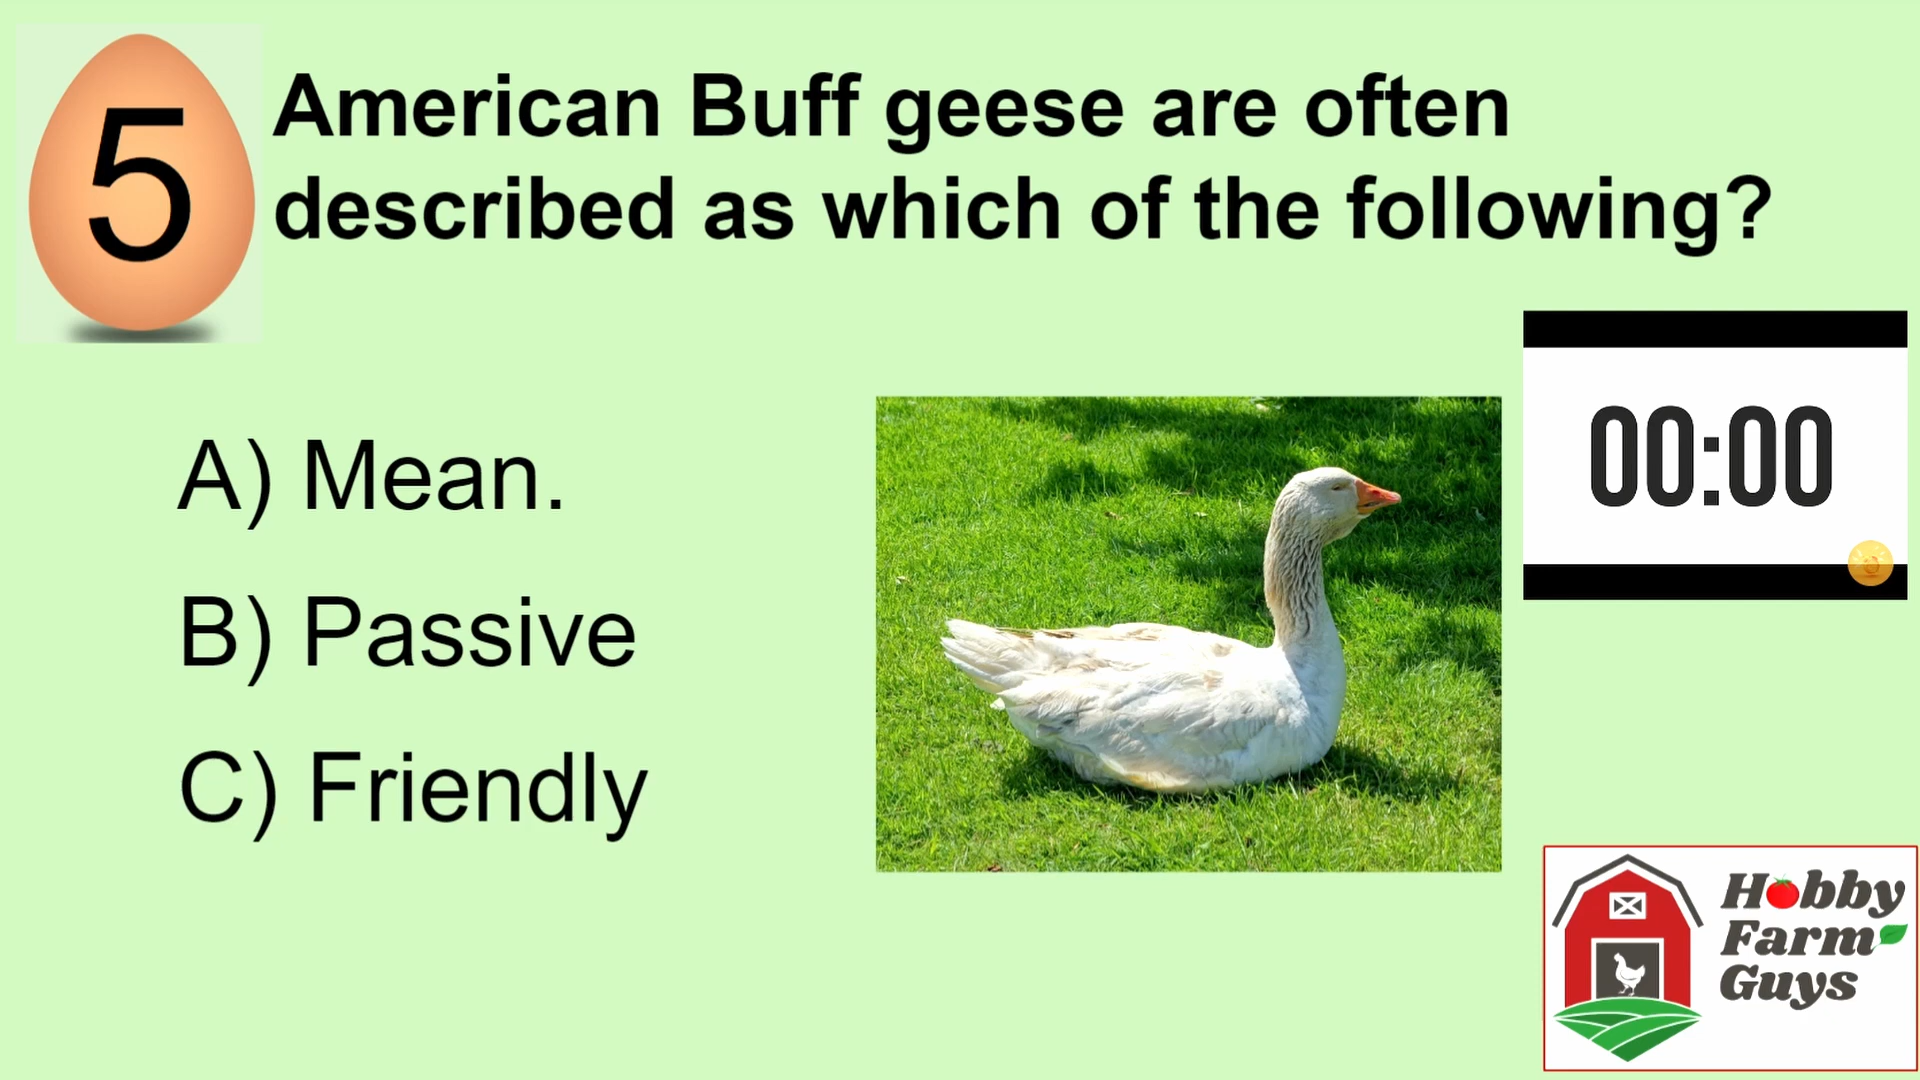 5
American Buff geese are often
described as which of the following?
A) Mean.
B) Passive
C) Friendly
00:00
Hobby
Farm
Guys